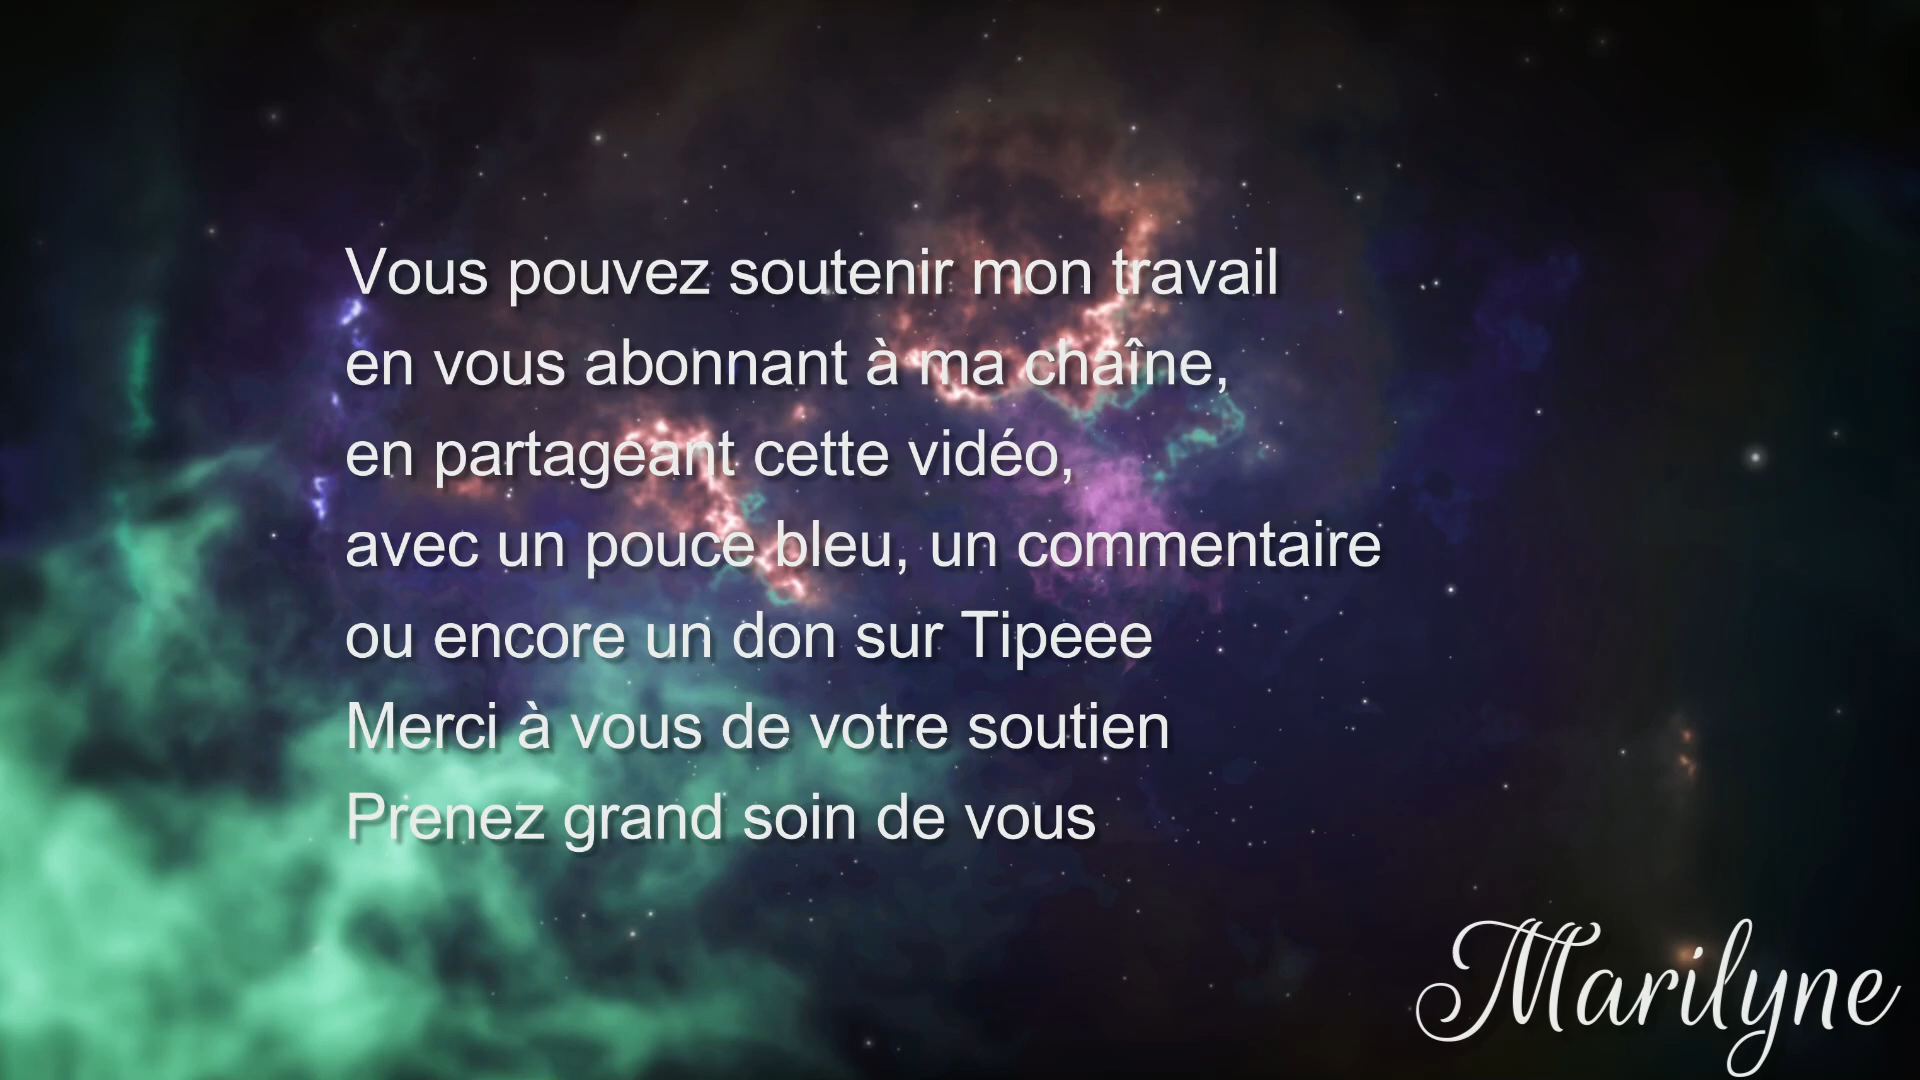 Vous pouvez soutenir mon travail
en vous abonnant à ma chaîne,
en partageant cette vidéo,
avec un pouce bleu, un commentaire
ou encore un don sur Tipeee
Merci à vous de votre soutien
Prenez grand soin de vous
Marilyne